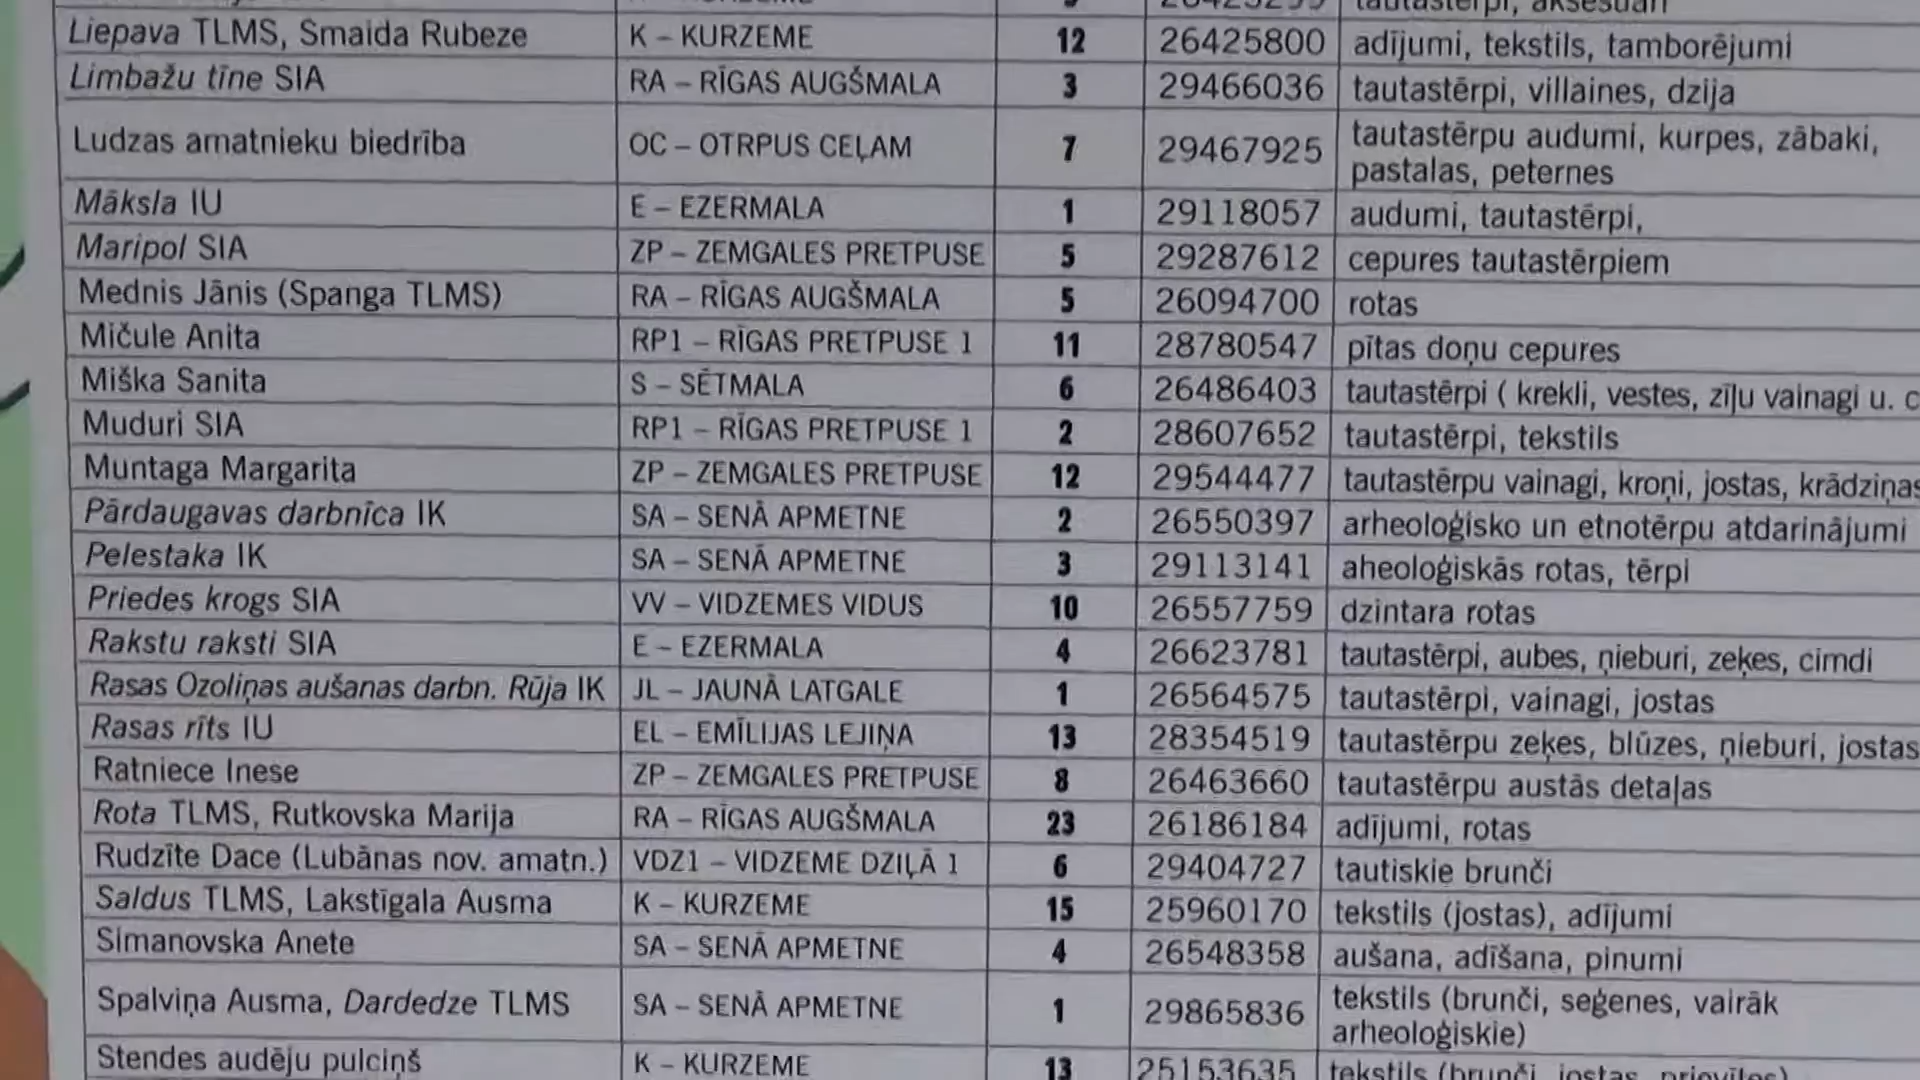 Liepava TLMS, Smaida Rubeze K – KURZEME 12 26425800 adījumi, tekstils, tamborējumi
Limbažu tīne SIA RA – RĪGAS AUGŠMALA 3 29466036 tautastērpi, villaines, dzija
Ludzas amatnieku biedrība OC – OTRPUS CEĻAM 7 29467925 tautastērpu audumi, kurpes, zābaki,
pastalas, peternes
Māksla IU E – EZERMALA 1 29118057 audumi, tautastērpi,
Maripol SIA ZP – ZEMGALES PRETPUSE 5 29287612 cepures tautastērpiem
Mednis Jānis (Spanga TLMS) RA – RĪGAS AUGŠMALA 5 26094700 rotas
Mičule Anita RP1 – RĪGAS PRETPUSE 1 11 28780547 pītas doņu cepures
Miška Sanita S – SĒTMALA 6 26486403 tautastērpi ( krekli, vestes, zīļu vainagi u. c
Muduri SIA RP1 – RĪGAS PRETPUSE 1 2 28607652 tautastērpi, tekstils
Muntaga Margarita ZP – ZEMGALES PRETPUSE 12 29544477 tautastērpu vainagi, kroņi, jostas, krādziņas
Pārdaugavas darbnīca IK SA – SENĀ APMETNE 2 26550397 arheoloģisko un etnotērpu atdarinājumi
Pelestaka IK SA – SENĀ APMETNE 3 29113141 aheoloģiskās rotas, tērpi
Priedes krogs SIA VV – VIDZEMES VIDUS 10 26557759 dzintara rotas
Rakstu raksti SIA E – EZERMALA 4 26623781 tautastērpi, aubes, ņieburi, zeķes, cimdi
Rasas Ozoliņas aušanas darbn. Rūja IK JL – JAUNĀ LATGALE 1 26564575 tautastērpi, vainagi, jostas
Rasas rīts IU EL – EMĪLIJAS LEJIŅA 13 28354519 tautastērpu zeķes, blūzes, ņieburi, jostas
Ratniece Inese ZP – ZEMGALES PRETPUSE 8 26463660 tautastērpu austās detaļas
Rota TLMS, Rutkovska Marija RA – RĪGAS AUGŠMALA 23 26186184 adījumi, rotas
Rudzīte Dace (Lubānas nov. amatn.) VDZ1 – VIDZEME DZIĻĀ 1 6 29404727 tautiskie brunči
Saldus TLMS, Lakstīgala Ausma K – KURZEME 15 25960170 tekstils (jostas), adījumi
Simanovska Anete SA – SENĀ APMETNE 4 26548358 aušana, adīšana, pinumi
Spalviņa Ausma, Dardedze TLMS SA – SENĀ APMETNE 1 29865836 tekstils (brunči, seģenes, vairāk
arheoloģiskie)
Stendes audēju pulciņš K – KURZEME 13 25153635 tekstils (brunči, jostas, prievītes)